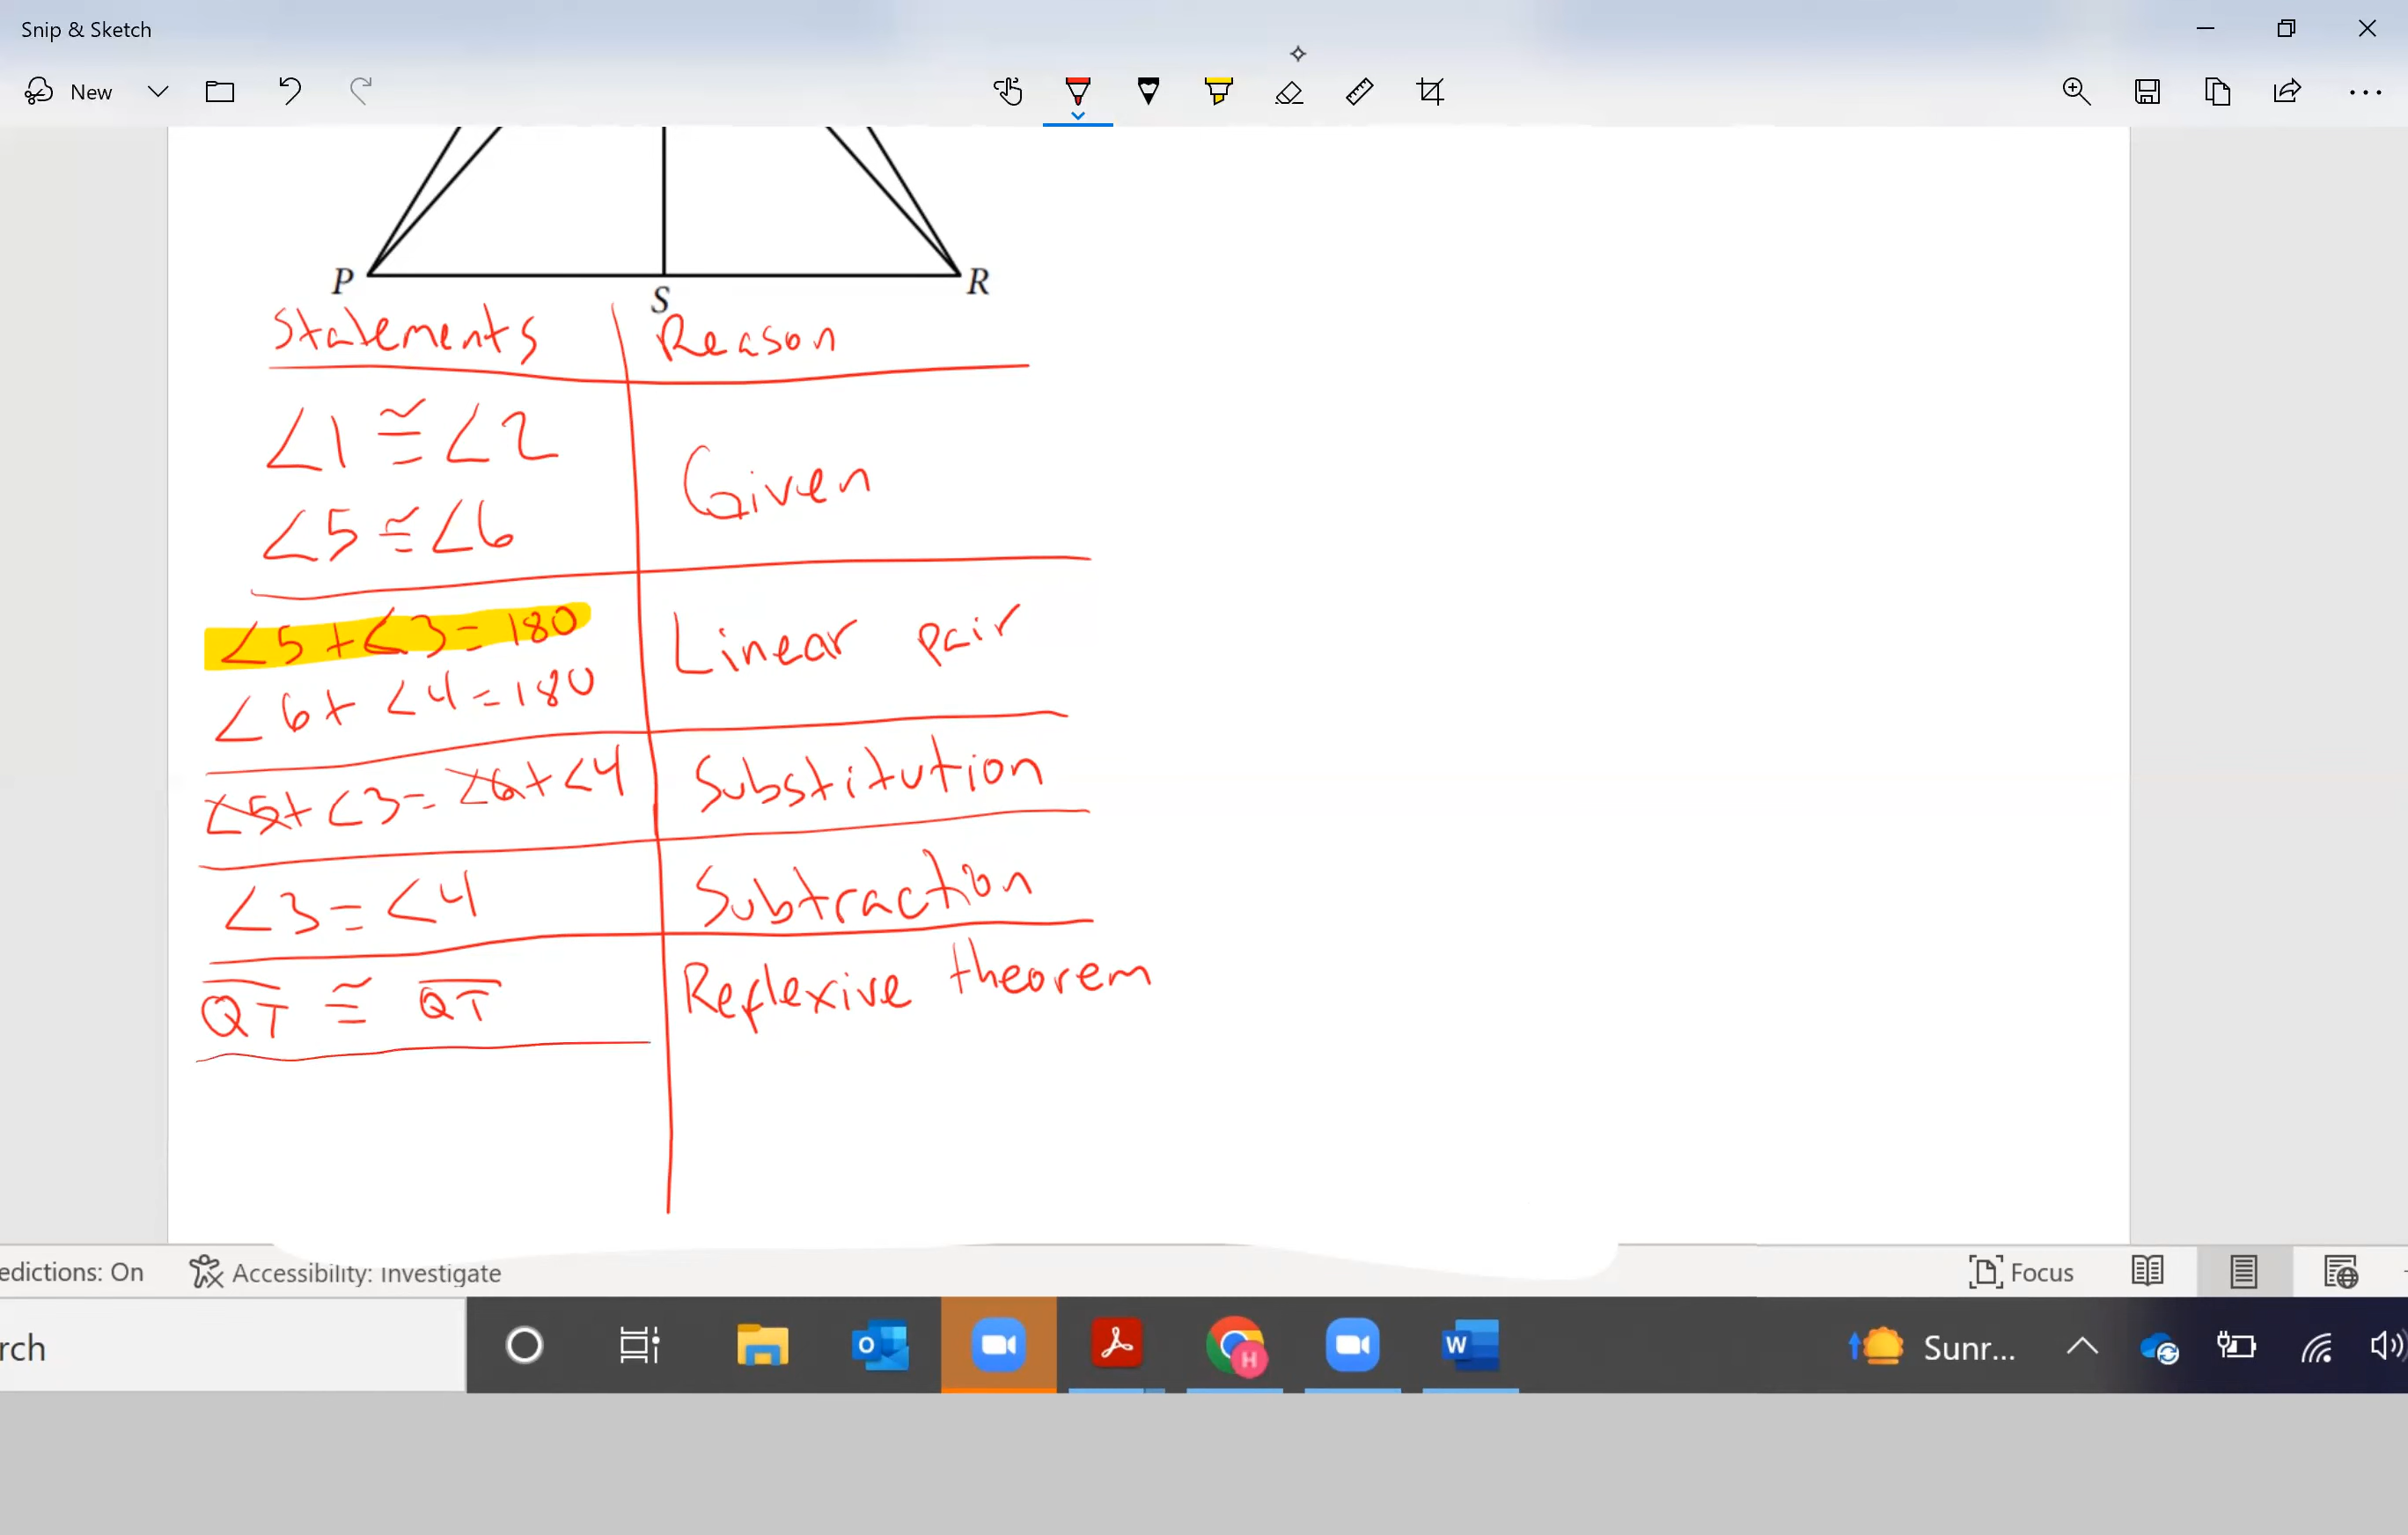 Snip & Sketch
New
P
R
S
Statements Reason
∠1 ≅ ∠2
Given
∠5 ≅ ∠6
∠5 + ∠3 = 180
Linear pair
∠6 + ∠4 = 180
∠5 + ∠3 = ∠6 + ∠4 Substitution
∠3 = ∠4 Subtraction
QT ≅ QT Reflexive theorem
edictions: On Accessibility: Investigate Focus
rch Sunr...